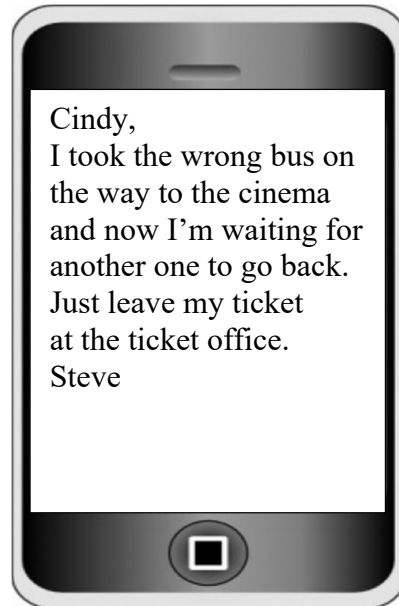 Cindy,
I took the wrong bus on
the way to the cinema
and now I’m waiting for
another one to go back.
Just leave my ticket
at the ticket office.
Steve